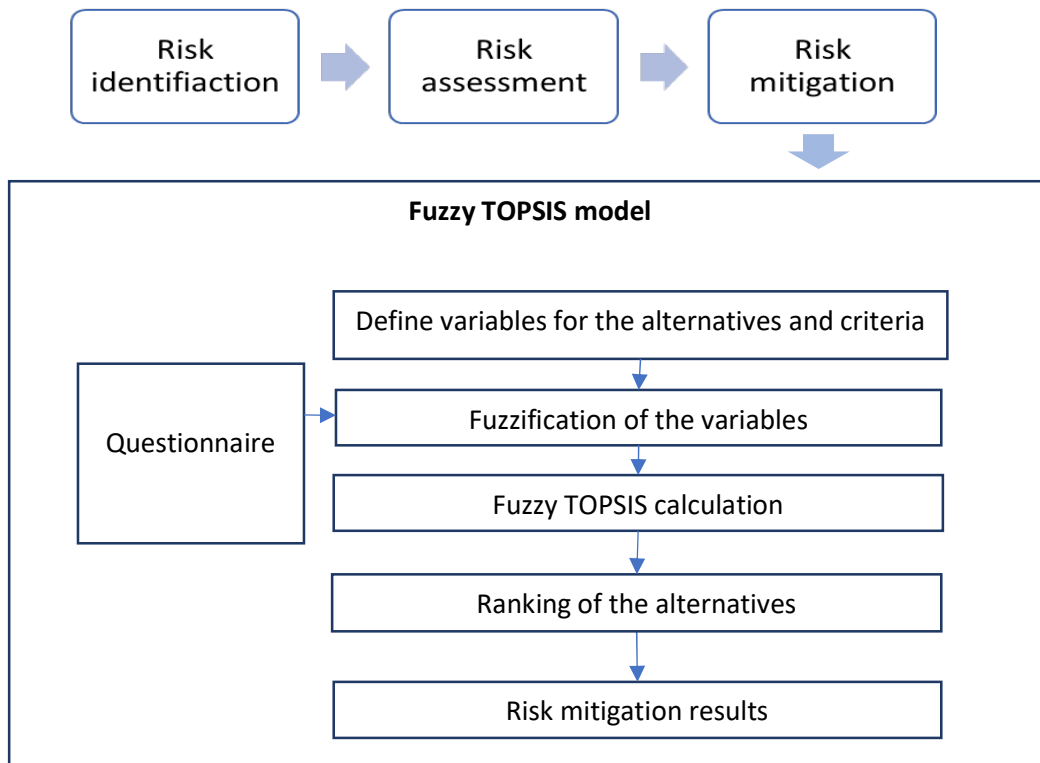 Risk
identifiaction
Risk
assessment
Risk
mitigation
Fuzzy TOPSIS model
Define variables for the alternatives and criteria
Questionnaire
Fuzzification of the variables
Fuzzy TOPSIS calculation
Ranking of the alternatives
Risk mitigation results